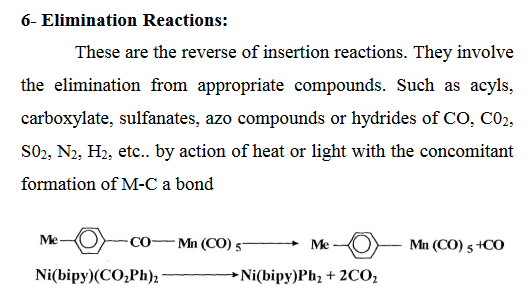 6- Elimination Reactions:
These are the reverse of insertion reactions. They involve
the elimination from appropriate compounds. Such as acyls,
carboxylate, sulfanates, azo compounds or hydrides of CO, C0₂,
S0₂, N₂, H₂, etc.. by action of heat or light with the concomitant
formation of M-C a bond
Me CO Mn (CO) 5 → Me Mn (CO) 5 +CO
Ni(bipy)(CO₂Ph)₂ → Ni(bipy)Ph₂ + 2CO₂